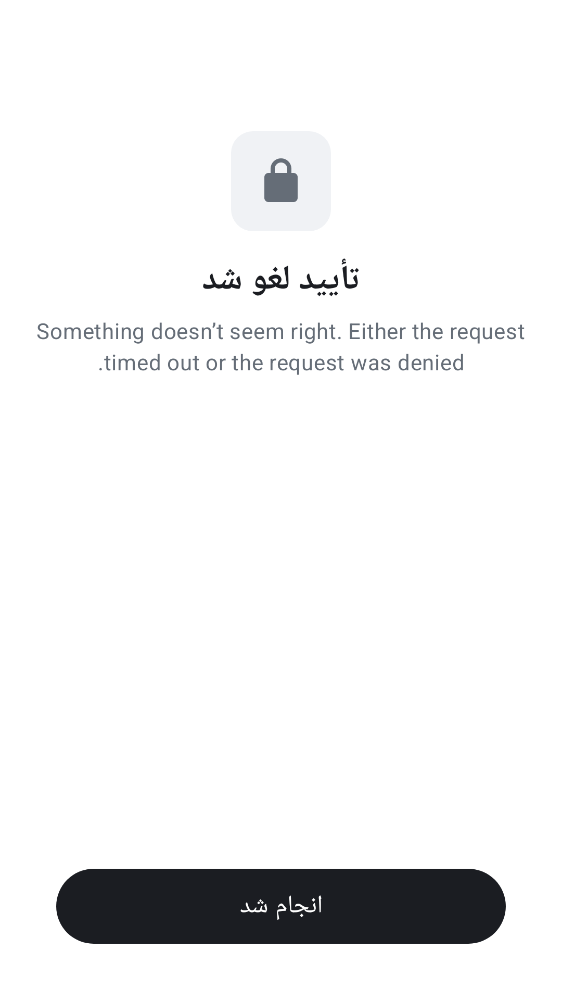 تأیید لغو شد
Something doesn’t seem right. Either the request
timed out or the request was denied.
انجام شد